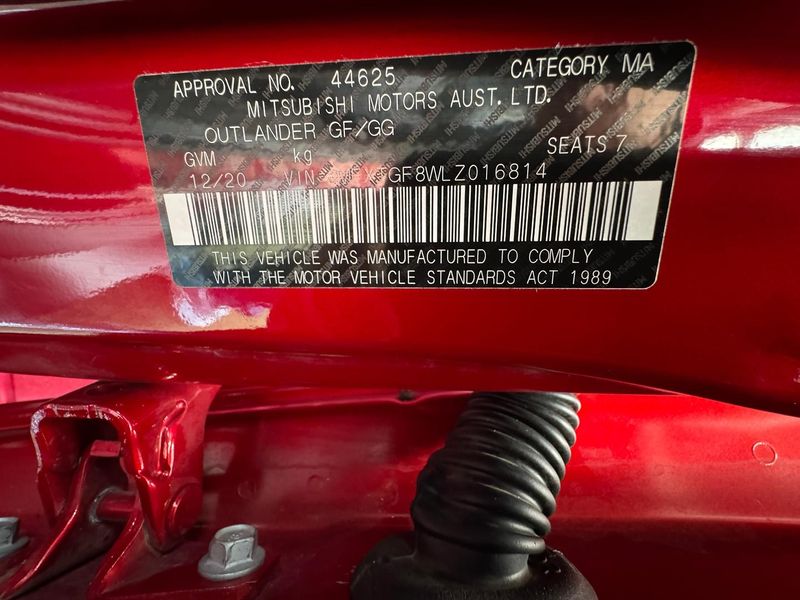 APPROVAL NO. 44625 CATEGORY MA
MITSUBISHI MOTORS AUST.LTD.
OUTLANDER GF/GG
GVM kg SEATS 7
12/20 VIN GF8WLZ016814
THIS VEHICLE WAS MANUFACTURED TO COMPLY
WITH THE MOTOR VEHICLE STANDARDS ACT 1989